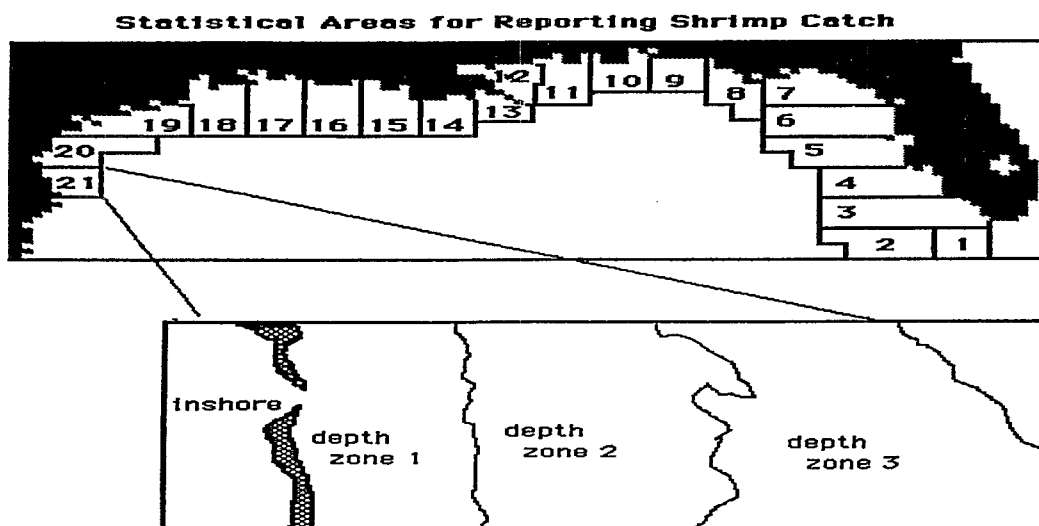 Statistical Areas for Reporting Shrimp Catch
12
10
9
11
8
7
19
18
17
16
15
14
13
6
20
5
21
4
3
2
1
inshore
depth
zone 1
depth
zone 2
depth
zone 3